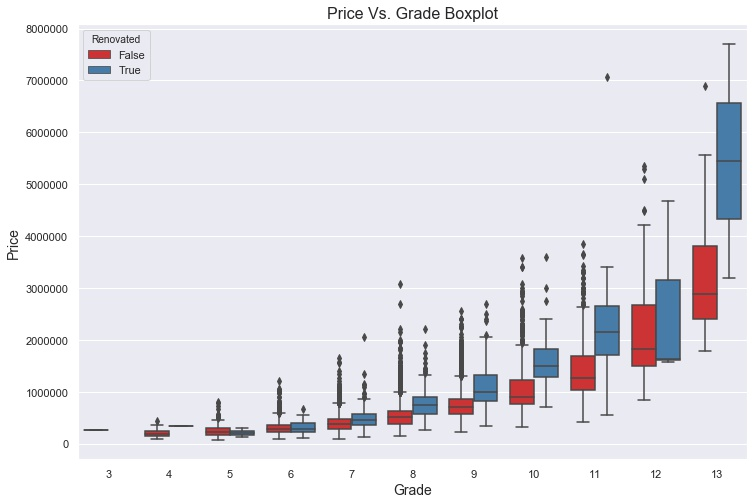 Price Vs. Grade Boxplot
Renovated
False
True
8000000
7000000
6000000
5000000
4000000
3000000
2000000
1000000
0
Price
3 4 5 6 7 8 9 10 11 12 13
Grade